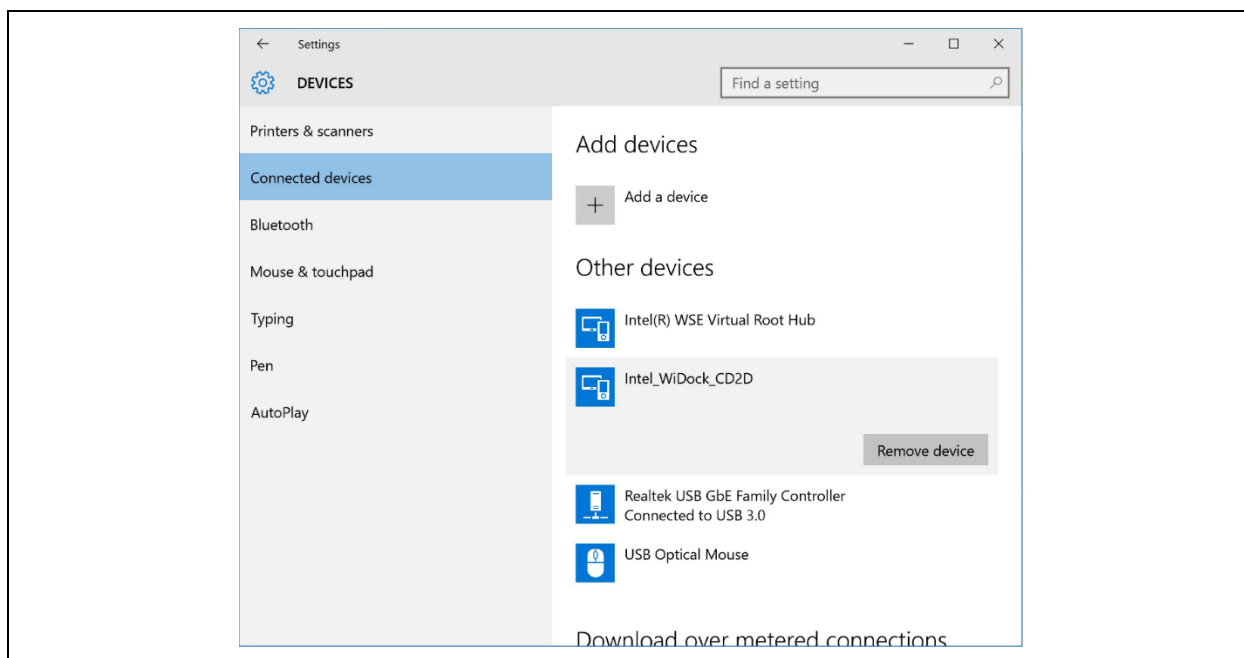 Settings
DEVICES
Find a setting
Printers & scanners
Connected devices
Bluetooth
Mouse & touchpad
Typing
Pen
AutoPlay
Add devices
Add a device
Other devices
Intel(R) WSE Virtual Root Hub
Intel_WiDock_CD2D
Remove device
Realtek USB GbE Family Controller
Connected to USB 3.0
USB Optical Mouse
Download over metered connections